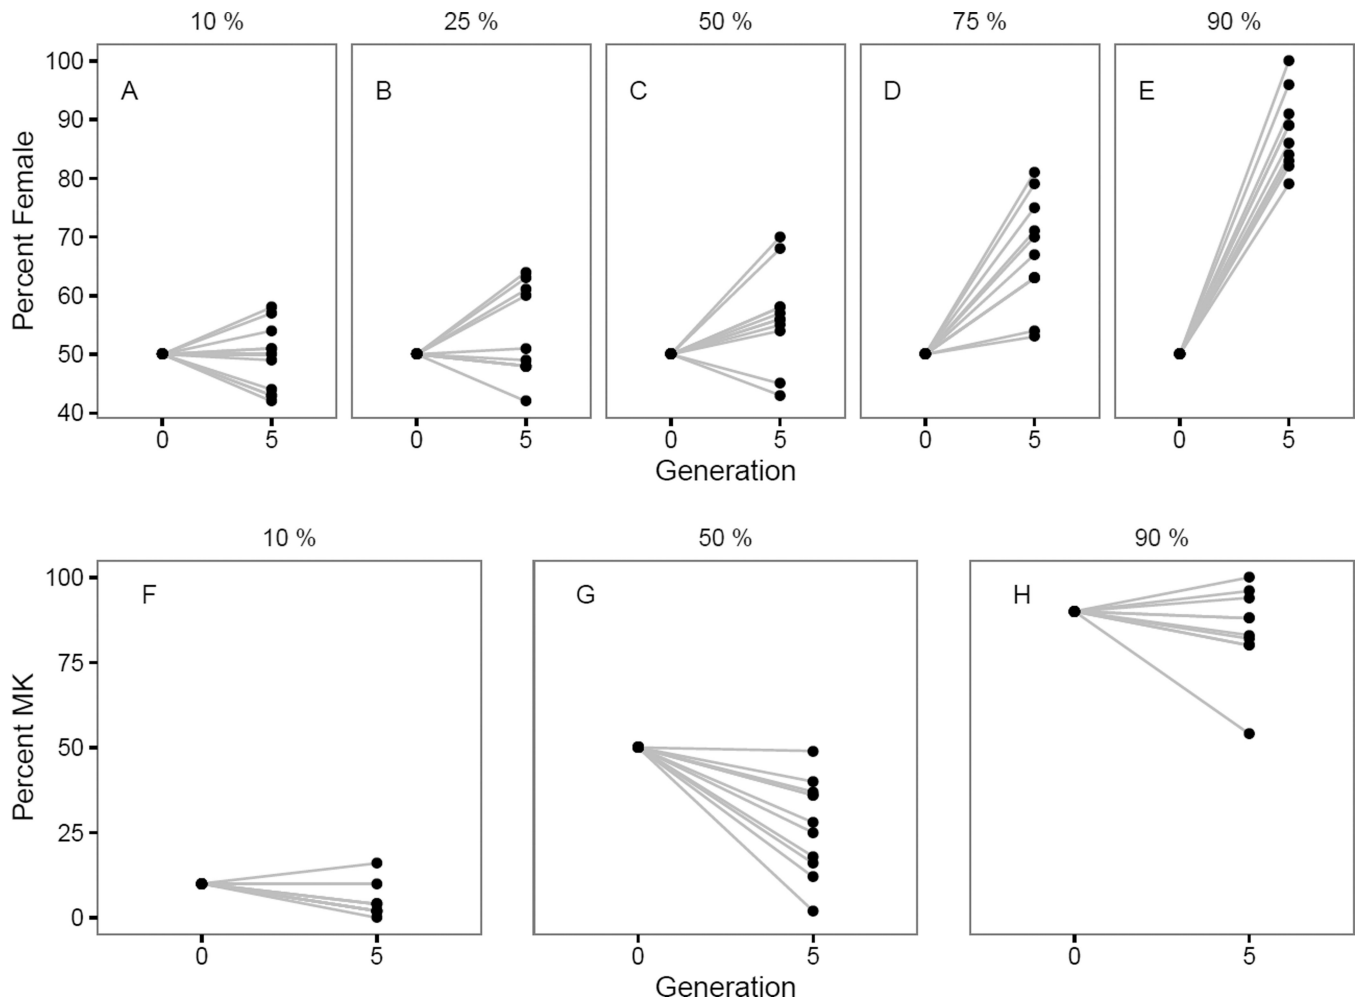 10 % 25 % 50 % 75 % 90 %
Percent Female
100
90
80
70
60
50
40
A B C D E
0 5 0 5 0 5 0 5 0 5
Generation
10 % 50 % 90 %
Percent MK
100
75
50
25
0
F G H
0 5 0 5 0 5
Generation